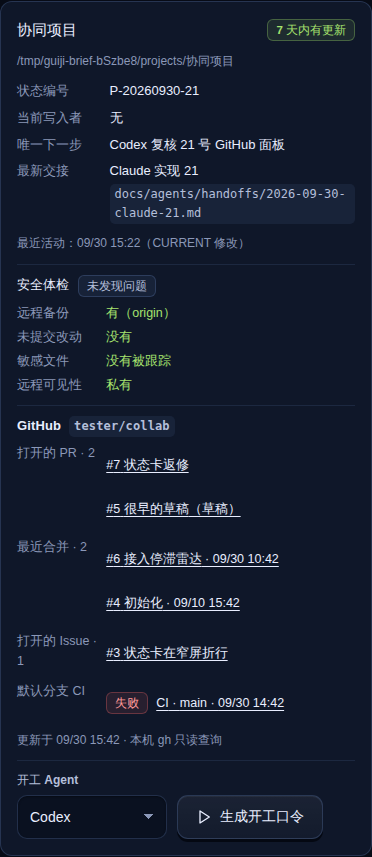 协同项目
7 天内有更新
/tmp/guiji-brief-bSzbe8/projects/协同项目
状态编号 P-20260930-21
当前写入者 无
唯一下一步 Codex 复核 21 号 GitHub 面板
最新交接 Claude 实现 21
docs/agents/handoffs/2026-09-30-
claude-21.md
最近活动：09/30 15:22（CURRENT 修改）
安全体检 未发现问题
远程备份 有（origin）
未提交改动 没有
敏感文件 没有被跟踪
远程可见性 私有
GitHub tester/collab
打开的 PR · 2
#7 状态卡返修
#5 很早的草稿（草稿）
最近合并 · 2
#6 接入停滞雷达 · 09/30 10:42
#4 初始化 · 09/10 15:42
打开的 Issue ·
1
#3 状态卡在窄屏折行
默认分支 CI
失败 CI · main · 09/30 14:42
更新于 09/30 15:42 · 本机 gh 只读查询
开工 Agent
Codex
生成开工口令